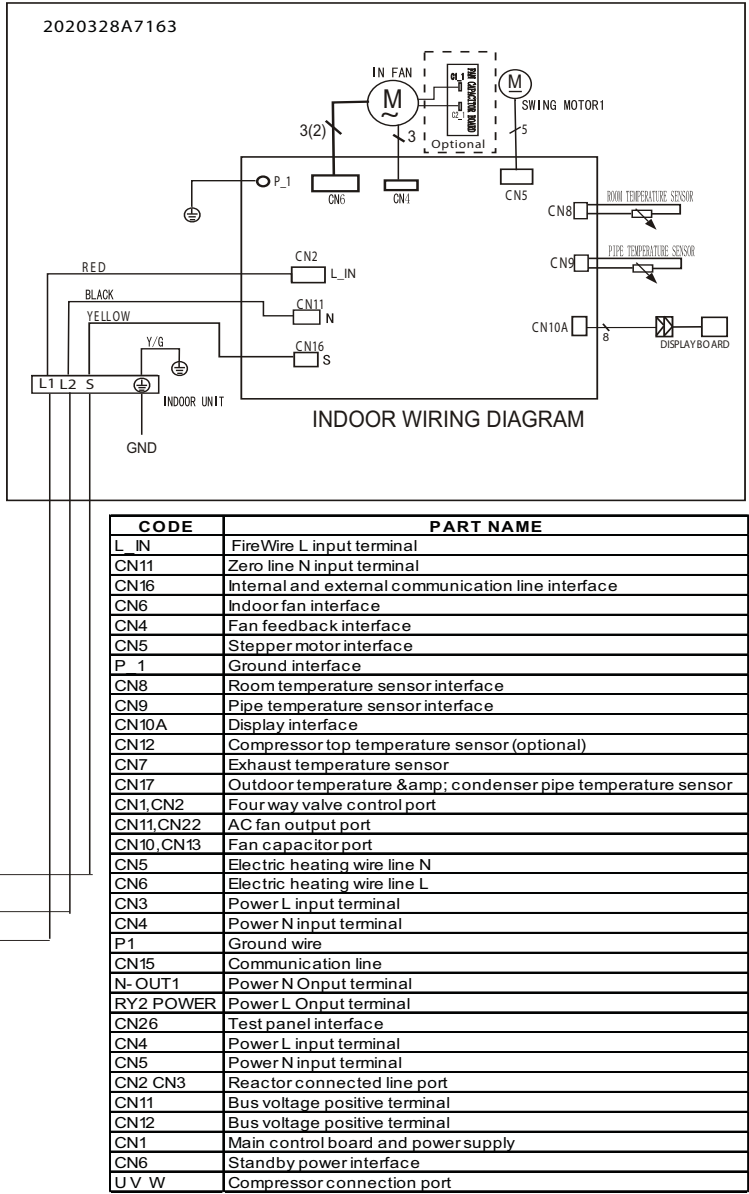 2020328A7163
IN FAN
M
~
C1_1
C2_1
FAN CAPACITOR BOARD
Optional
M
SWING MOTOR1
3(2)
3
5
P_1
CN6
CN4
CN5
CN8
ROOM TEMPERATURE SENSOR
CN9
PIPE TEMPERATURE SENSOR
CN10A
8
DISPLAY BOARD
RED
CN2
L_IN
BLACK
CN11
N
YELLOW
CN16
S
Y/G
L1 L2 S
INDOOR UNIT
GND
INDOOR WIRING DIAGRAM
CODE PART NAME
L_IN FireWire L input terminal
CN11 Zero line N input terminal
CN16 Internal and external communication line interface
CN6 Indoor fan interface
CN4 Fan feedback interface
CN5 Stepper motor interface
P_1 Ground interface
CN8 Room temperature sensor interface
CN9 Pipe temperature sensor interface
CN10A Display interface
CN12 Compressor top temperature sensor (optional)
CN7 Exhaust temperature sensor
CN17 Outdoor temperature &amp; condenser pipe temperature sensor
CN1,CN2 Four way valve control port
CN11,CN22 AC fan output port
CN10,CN13 Fan capacitor port
CN5 Electric heating wire line N
CN6 Electric heating wire line L
CN3 Power L input terminal
CN4 Power N input terminal
P1 Ground wire
CN15 Communication line
N-OUT1 Power N Onput terminal
RY2 POWER Power L Onput terminal
CN26 Test panel interface
CN4 Power L input terminal
CN5 Power N input terminal
CN2 CN3 Reactor connected line port
CN11 Bus voltage positive terminal
CN12 Bus voltage positive terminal
CN1 Main control board and power supply
CN6 Standby power interface
U V W Compressor connection port